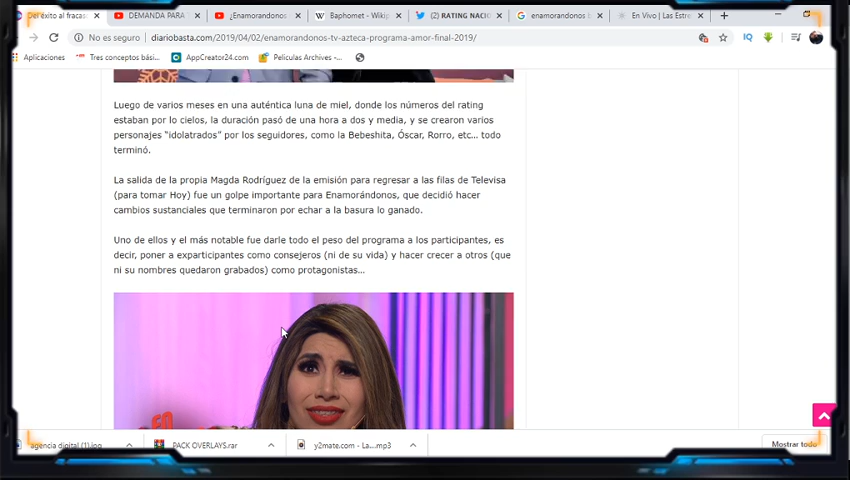 Del éxito al fracas
DEMANDA PARA
¿Enamorandonos
Baphomet - Wikip
(2) RATING NACIO
enamorandonos b
En Vivo | Las Estre
No es seguro | diariobasta.com/2019/04/02/enamorandonos-tv-azteca-programa-amor-final-2019/
IQ
Aplicaciones
Tres conceptos bási...
AppCreator24.com
Peliculas Archives -...
Luego de varios meses en una auténtica luna de miel, donde los números del rating
estaban por lo cielos, la duración pasó de una hora a dos y media, y se crearon varios
personajes “idolatrados” por los seguidores, como la Bebeshita, Óscar, Rorro, etc... todo
terminó.
La salida de la propia Magda Rodríguez de la emisión para regresar a las filas de Televisa
(para tomar Hoy) fue un golpe importante para Enamorándonos, que decidió hacer
cambios sustanciales que terminaron por echar a la basura lo ganado.
Uno de ellos y el más notable fue darle todo el peso del programa a los participantes, es
decir, poner a exparticipantes como consejeros (ni de su vida) y hacer crecer a otros (que
ni su nombres quedaron grabados) como protagonistas...
agencia digital (1).jpg
PACK OVERLAYS.rar
y2mate.com - La....mp3
Mostrar todo